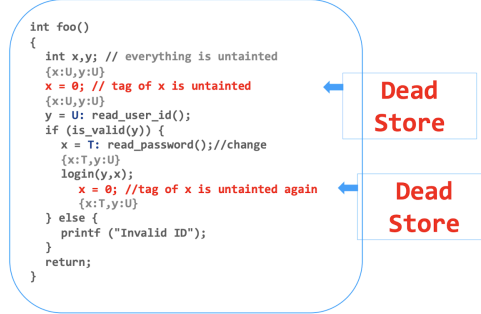 int foo()
{
int x,y; // everything is untainted
{x:U,y:U}
x = 0; // tag of x is untainted
{x:U,y:U}
y = U: read_user_id();
if (is_valid(y)) {
x = T: read_password();//change
{x:T,y:U}
login(y,x);
x = 0; //tag of x is untainted again
{x:T,y:U}
} else {
printf ("Invalid ID");
}
return;
}
Dead
Store
Dead
Store